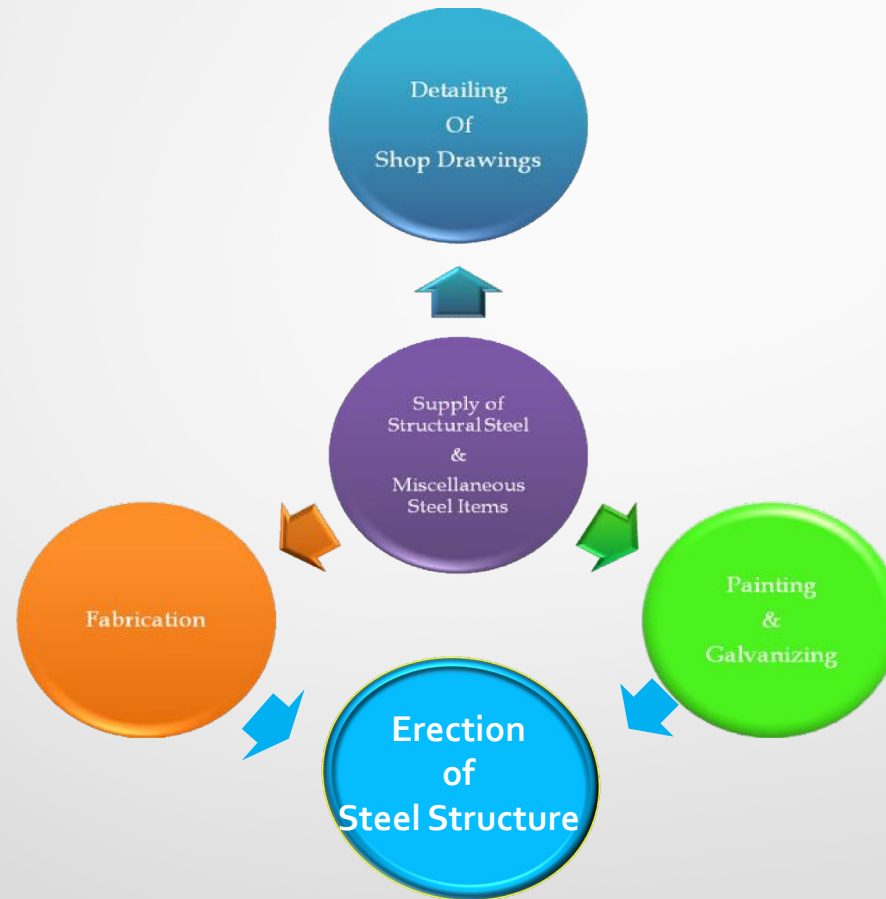 Detailing
Of
Shop Drawings
Supply of
Structural Steel
&
Miscellaneous
Steel Items
Fabrication
Painting
&
Galvanizing
Erection
of
Steel Structure